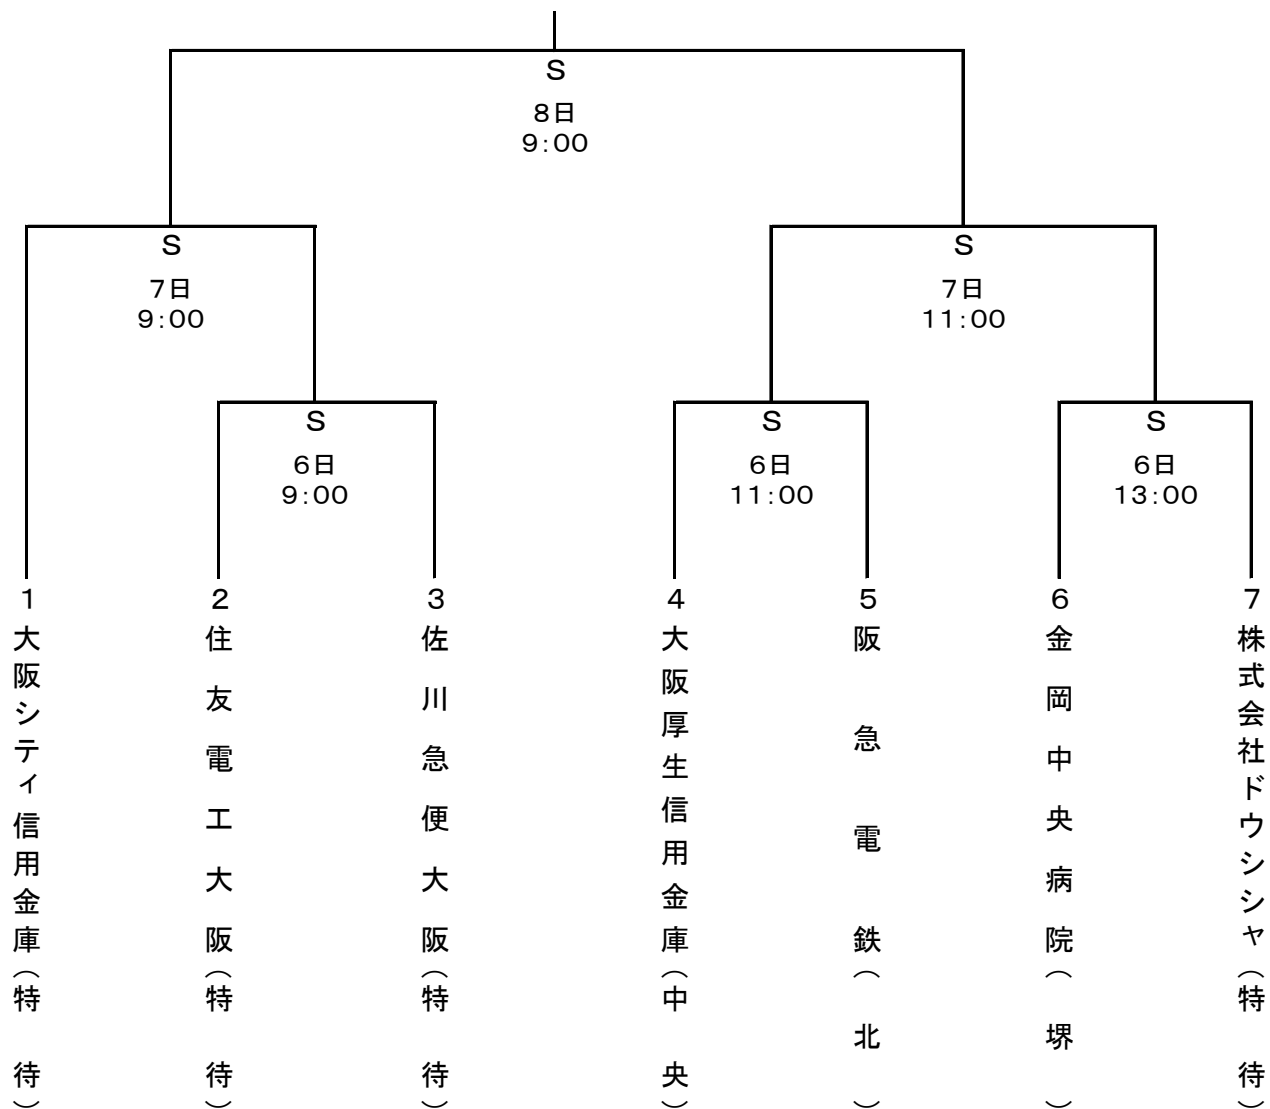 S
8日
9:00
S
7日
9:00
S
7日
11:00
S
6日
9:00
S
6日
11:00
S
6日
13:00
1
大阪シティ信用金庫(特待)
2
住友電工大阪(特待)
3
佐川急便大阪(特待)
4
大阪厚生信用金庫(中央)
5
阪急電鉄(北)
6
金岡中央病院(堺)
7
株式会社ドウシシャ(特待)